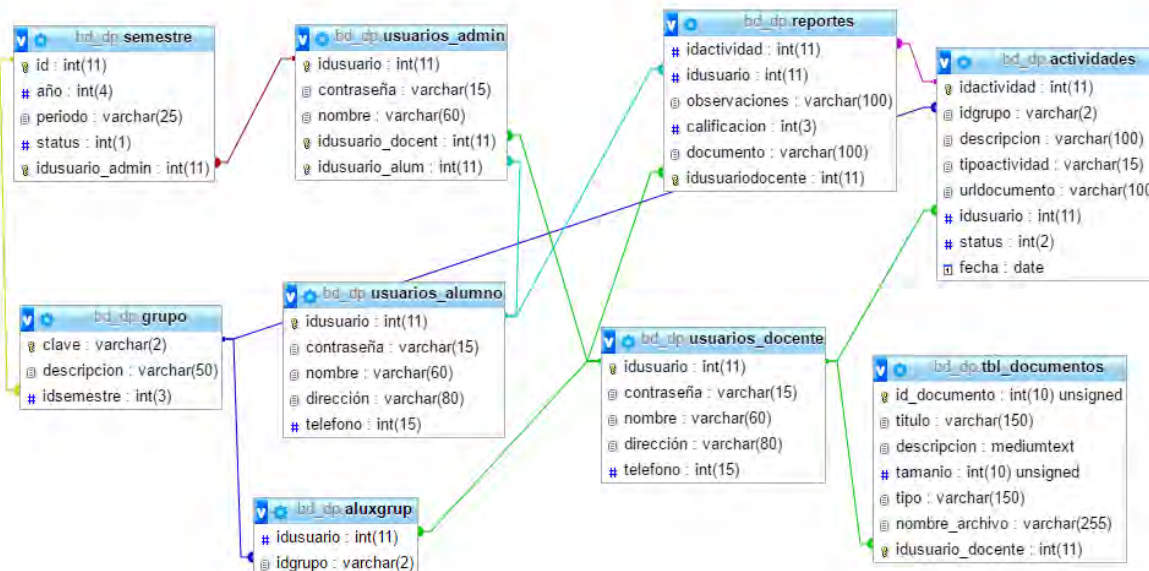 bd_dp.semestre
id : int(11)
año : int(4)
periodo : varchar(25)
status : int(1)
idusuario_admin : int(11)
bd_dp.usuarios_admin
idusuario : int(11)
contraseña : varchar(15)
nombre : varchar(60)
idusuario_docent : int(11)
idusuario_alum : int(11)
bd_dp.reportes
idactividad : int(11)
idusuario : int(11)
observaciones : varchar(100)
calificacion : int(3)
documento : varchar(100)
idusuariodocente : int(11)
bd_dp.actividades
idactividad : int(11)
idgrupo : varchar(2)
descripcion : varchar(100)
tipoactividad : varchar(15)
urldocumento : varchar(100
idusuario : int(11)
status : int(2)
fecha : date
bd_dp.grupo
clave : varchar(2)
descripcion : varchar(50)
idsemestre : int(3)
bd_dp.usuarios_alumno
idusuario : int(11)
contraseña : varchar(15)
nombre : varchar(60)
dirección : varchar(80)
telefono : int(15)
bd_dp.usuarios_docente
idusuario : int(11)
contraseña : varchar(15)
nombre : varchar(60)
dirección : varchar(80)
telefono : int(15)
bd_dp.tbl_documentos
id_documento : int(10) unsigned
titulo : varchar(150)
descripcion : mediumtext
tamanio : int(10) unsigned
tipo : varchar(150)
nombre_archivo : varchar(255)
idusuario_docente : int(11)
bd_dp.aluxgrup
idusuario : int(11)
idgrupo : varchar(2)